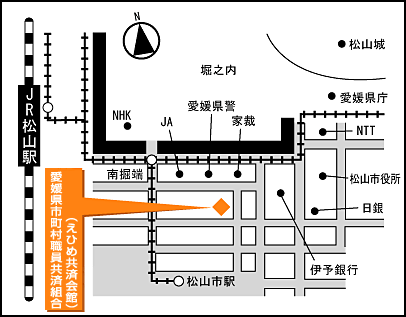 N
松山城
堀之内
愛媛県庁
NHK
JA
愛媛県警
家裁
NTT
JR松山駅
南掘端
松山市役所
日銀
愛媛県市町村職員共済組合
(えひめ共済会館)
伊予銀行
松山市駅